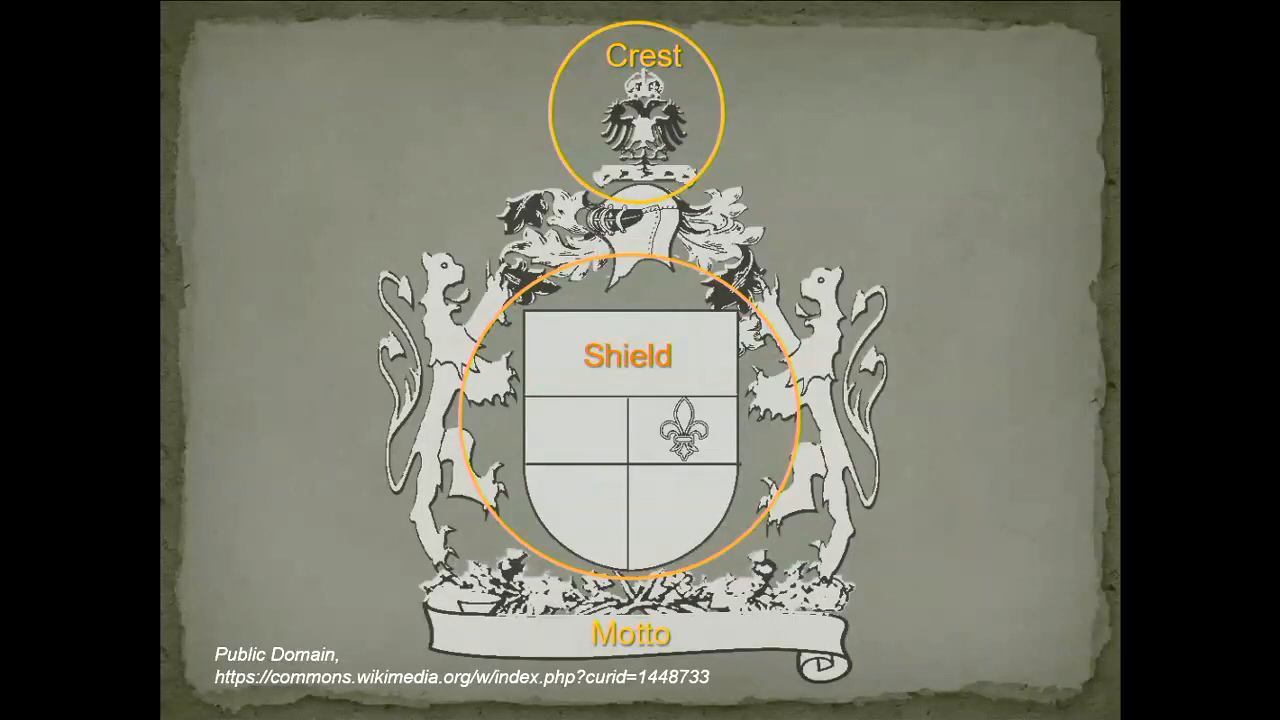 Crest
Shield
Motto
Public Domain,
https://commons.wikimedia.org/w/index.php?curid=1448733